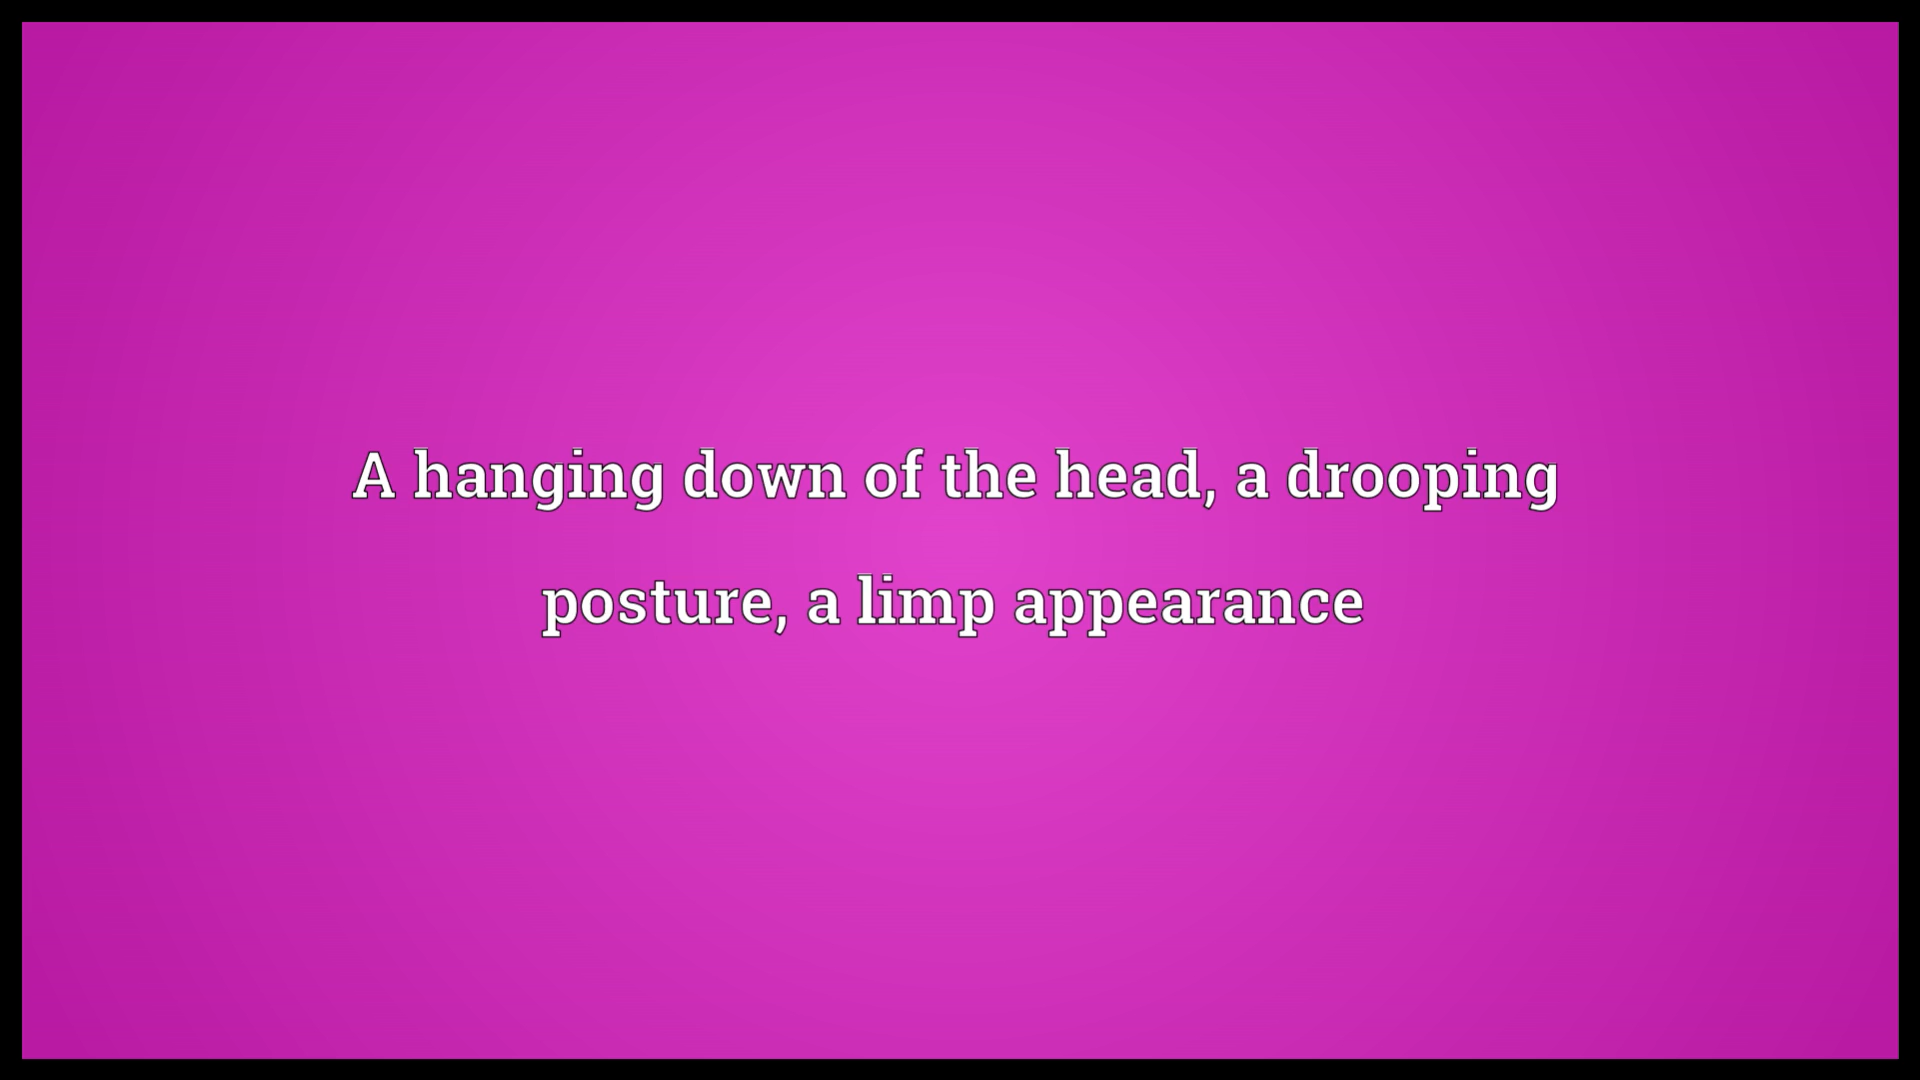 A hanging down of the head, a drooping
posture, a limp appearance